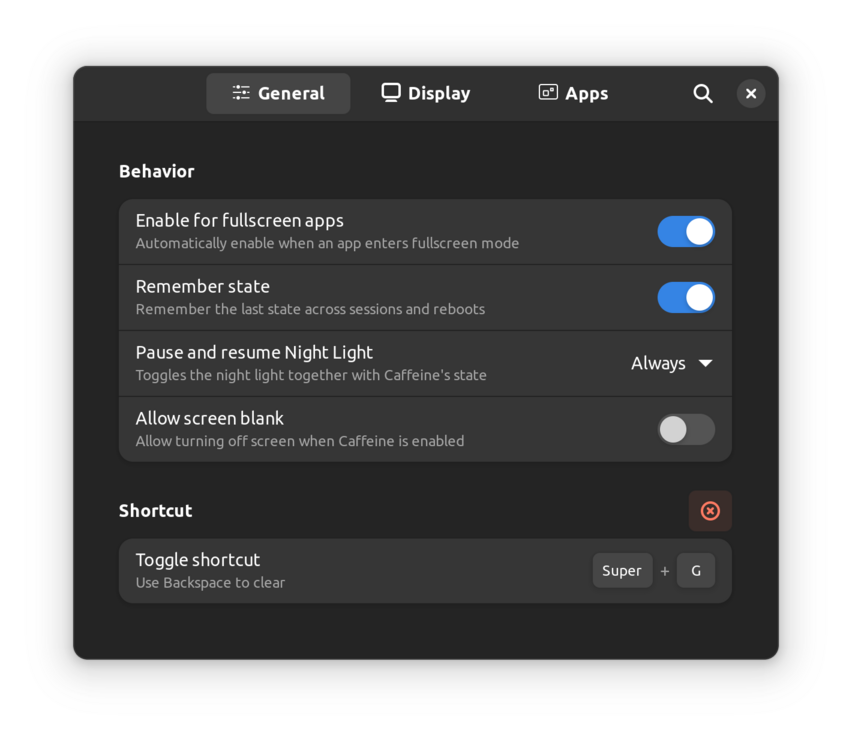 General
Display
Apps
Behavior
Enable for fullscreen apps
Automatically enable when an app enters fullscreen mode
Remember state
Remember the last state across sessions and reboots
Pause and resume Night Light
Toggles the night light together with Caffeine's state
Always
Allow screen blank
Allow turning off screen when Caffeine is enabled
Shortcut
Toggle shortcut
Use Backspace to clear
Super + G